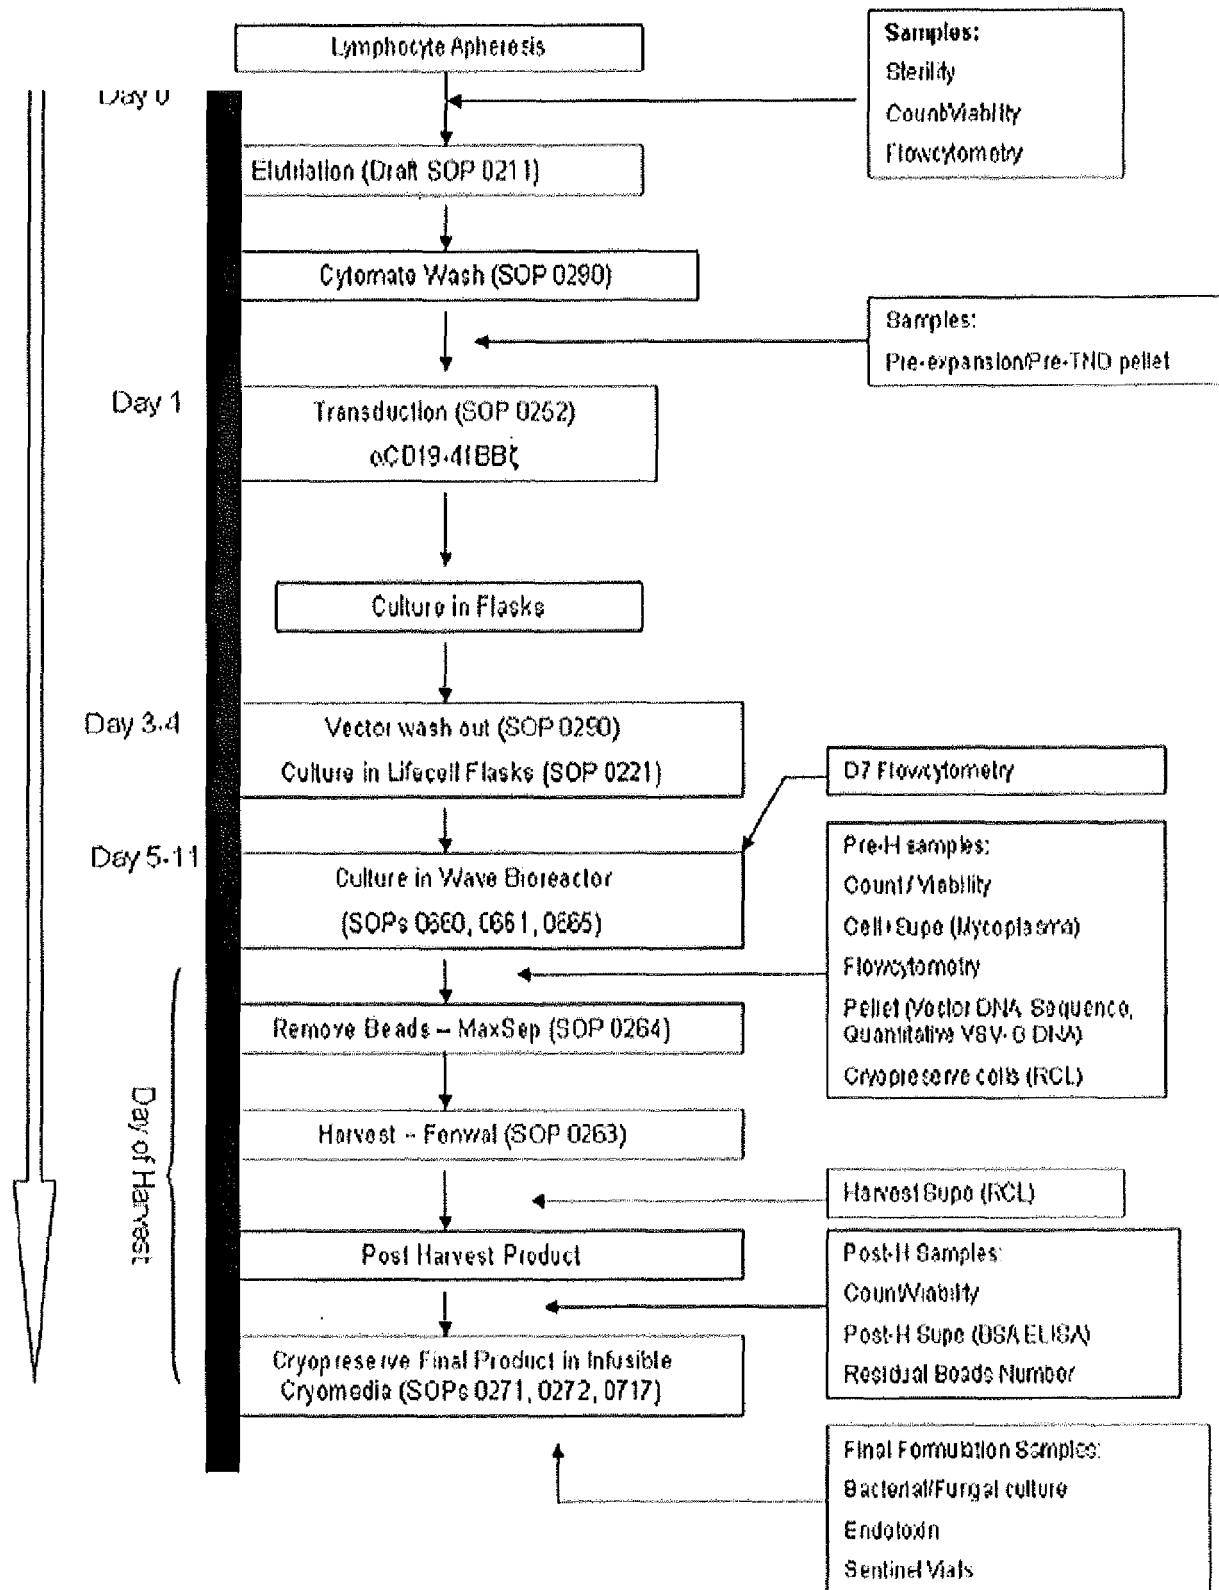 Lymphocyte Apheresis
Samples:
Sterility
Count/Viability
Flowcytometry
Day 0
Elutriation (Draft SOP 0211)
Cytomate Wash (SOP 0290)
Samples:
Pre-expansion/Pre-TND pellet
Day 1
Transduction (SOP 0252)
αCD19-41BBζ
Culture in Flasks
Day 3-4
Vector wash out (SOP 0290)
Culture in Lifecell Flasks (SOP 0221)
D7 Flowcytometry
Day 5-11
Culture in Wave Bioreactor
(SOPs 0660, 0661, 0665)
Pre-H samples:
Count / Viability
Cell+Supe (Mycoplasma)
Flowcytometry
Pellet (Vector DNA Sequence,
Quantitative VSV-G DNA)
Cryopreserve cells (RCL)
Day of Harvest
Remove Beads – MaxSep (SOP 0264)
Harvest – Fenwal (SOP 0263)
Harvest Supe (RCL)
Post Harvest Product
Post-H Samples:
Count/Viability
Post-H Supe (BSA ELISA)
Residual Beads Number
Cryopreserve Final Product in Infusible
Cryomedia (SOPs 0271, 0272, 0717)
Final Formulation Samples:
Bacterial/Fungal culture
Endotoxin
Sentinel Vials